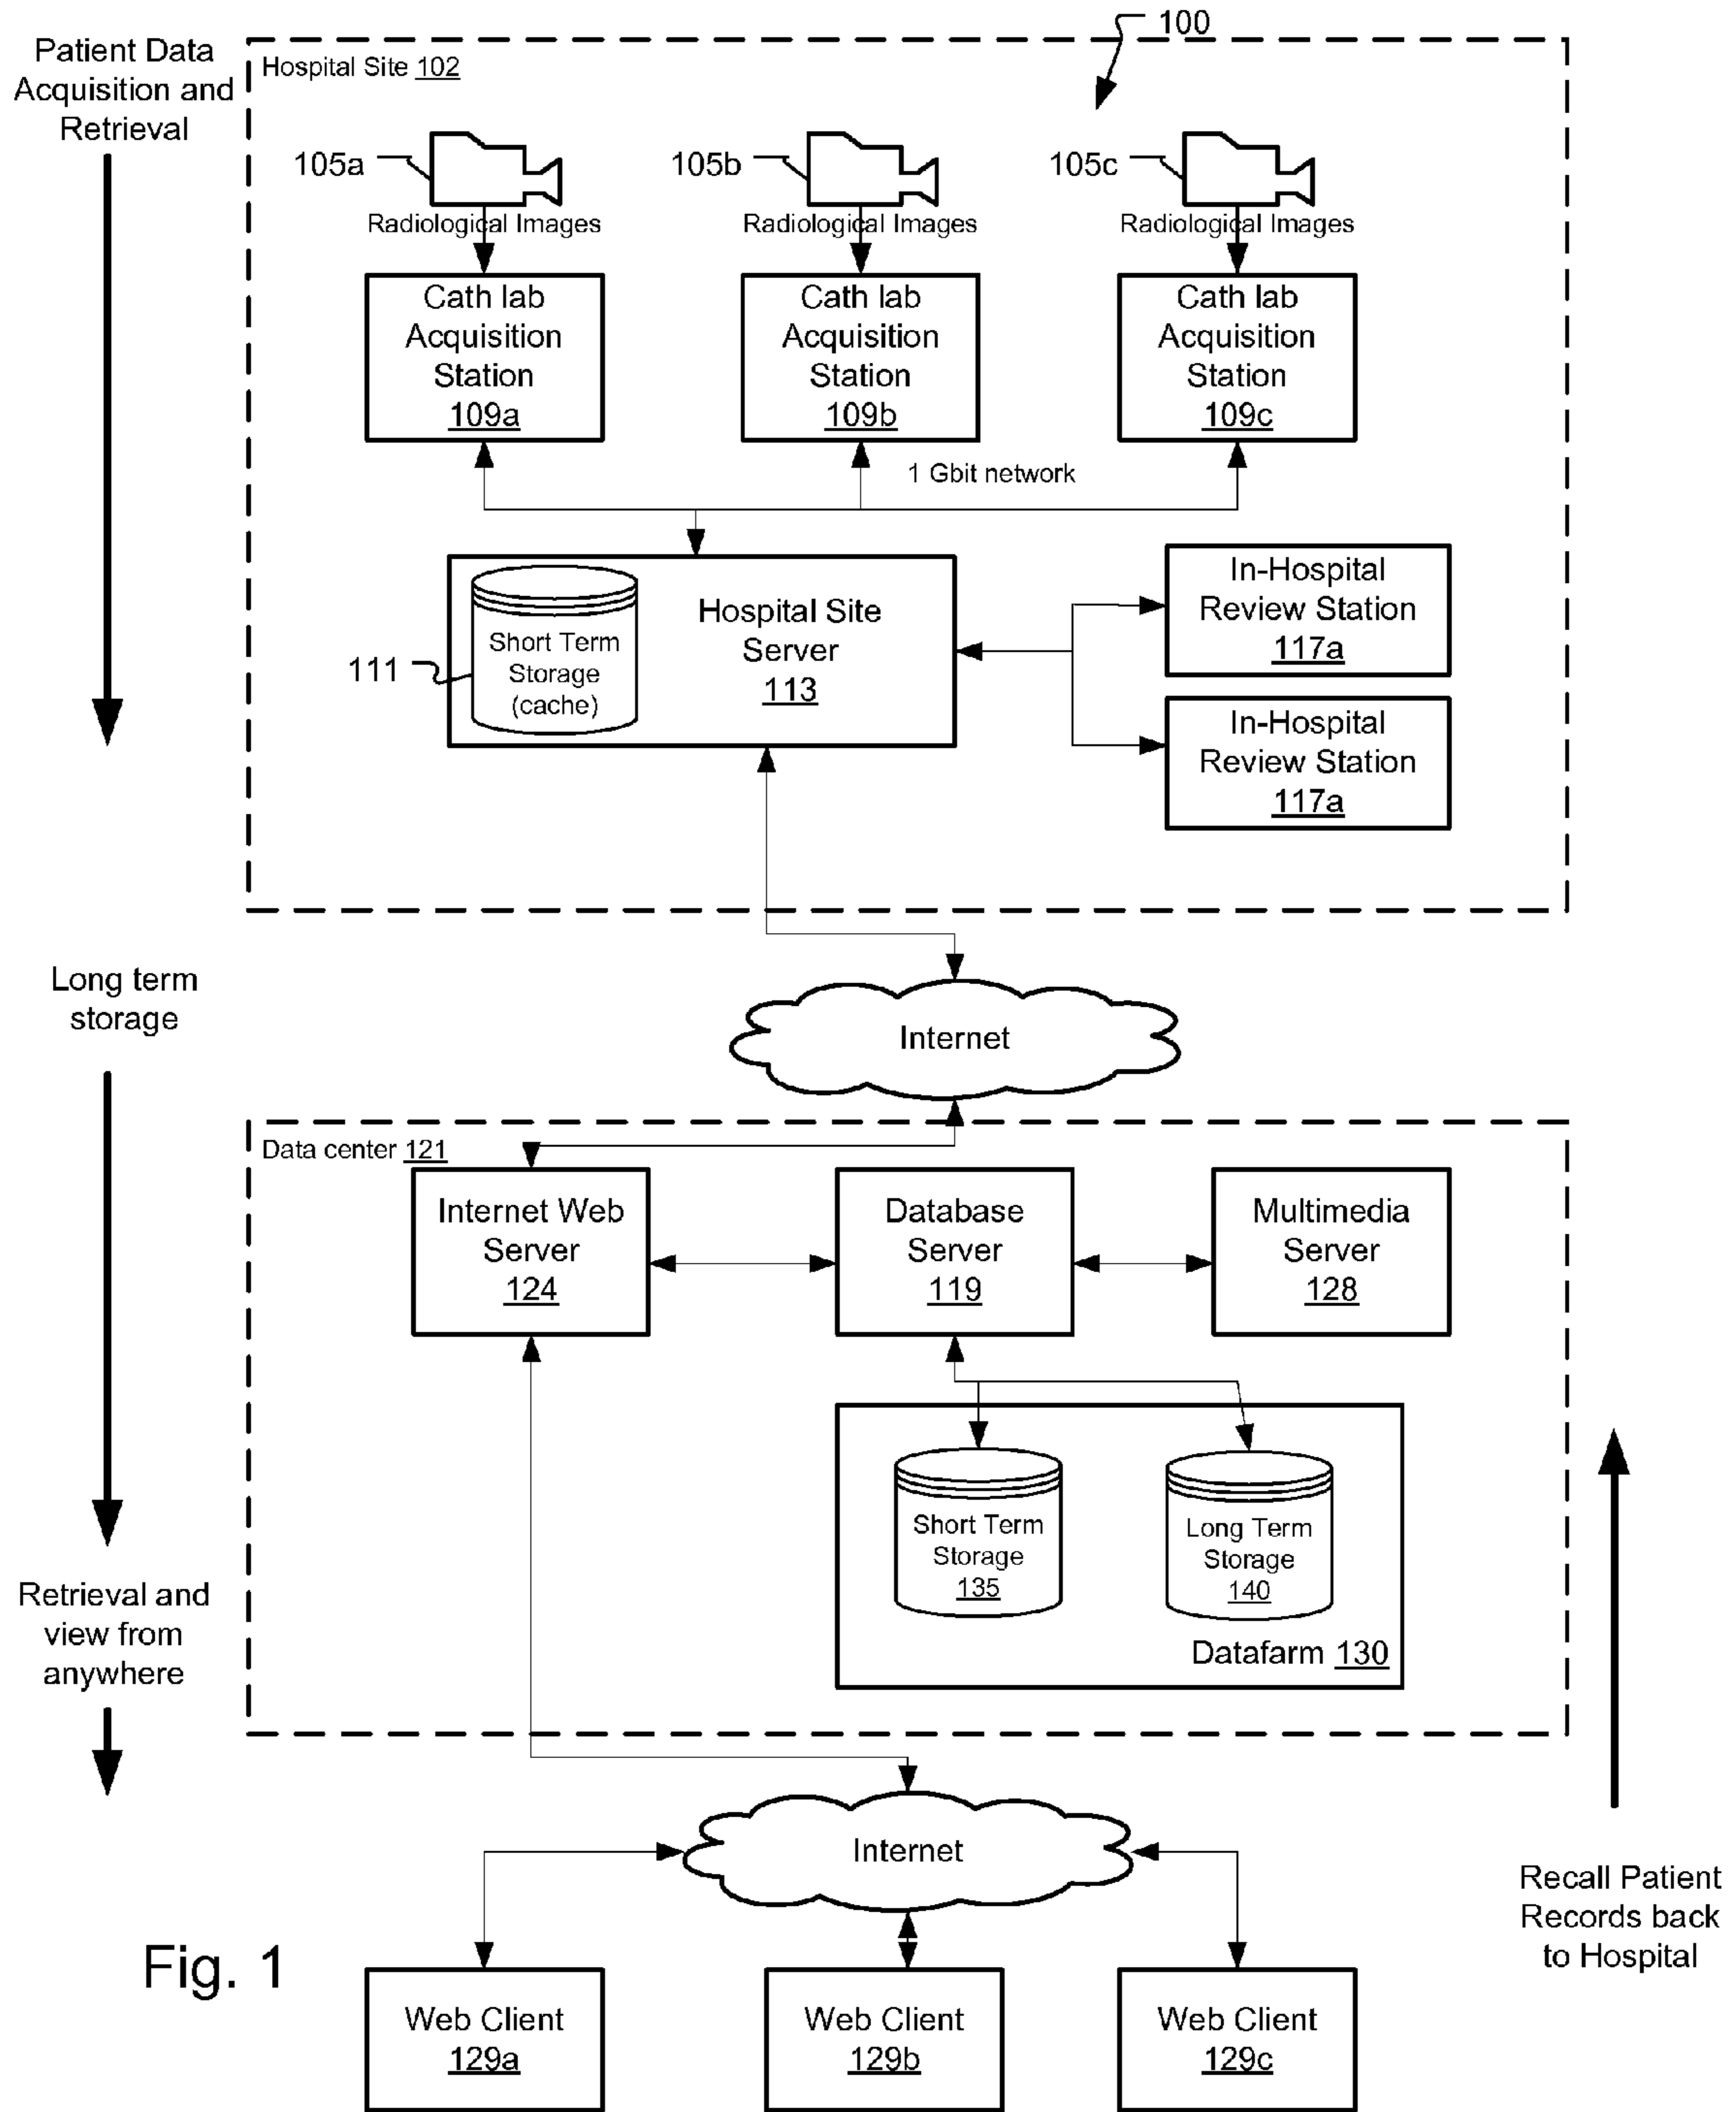 100
Patient Data
Acquisition and
Retrieval
Hospital Site 102
105a
105b
105c
Radiological Images
Radiological Images
Radiological Images
Cath lab
Acquisition
Station
109a
Cath lab
Acquisition
Station
109b
Cath lab
Acquisition
Station
109c
1 Gbit network
111
Short Term
Storage
(cache)
Hospital Site
Server
113
In-Hospital
Review Station
117a
In-Hospital
Review Station
117a
Long term
storage
Internet
Data center 121
Internet Web
Server
124
Database
Server
119
Multimedia
Server
128
Short Term
Storage
135
Long Term
Storage
140
Datafarm 130
Retrieval and
view from
anywhere
Internet
Recall Patient
Records back
to Hospital
Fig. 1
Web Client
129a
Web Client
129b
Web Client
129c